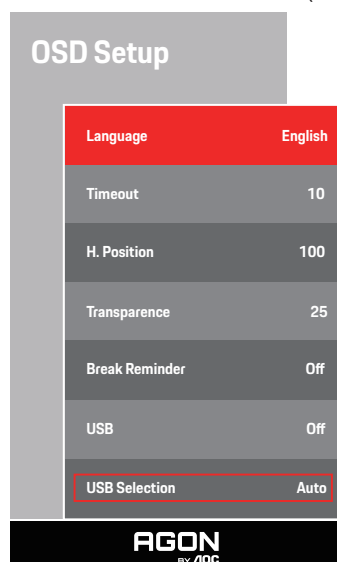 OSD Setup
Language English
Timeout 10
H. Position 100
Transparence 25
Break Reminder Off
USB Off
USB Selection Auto
AGON
BY AOC